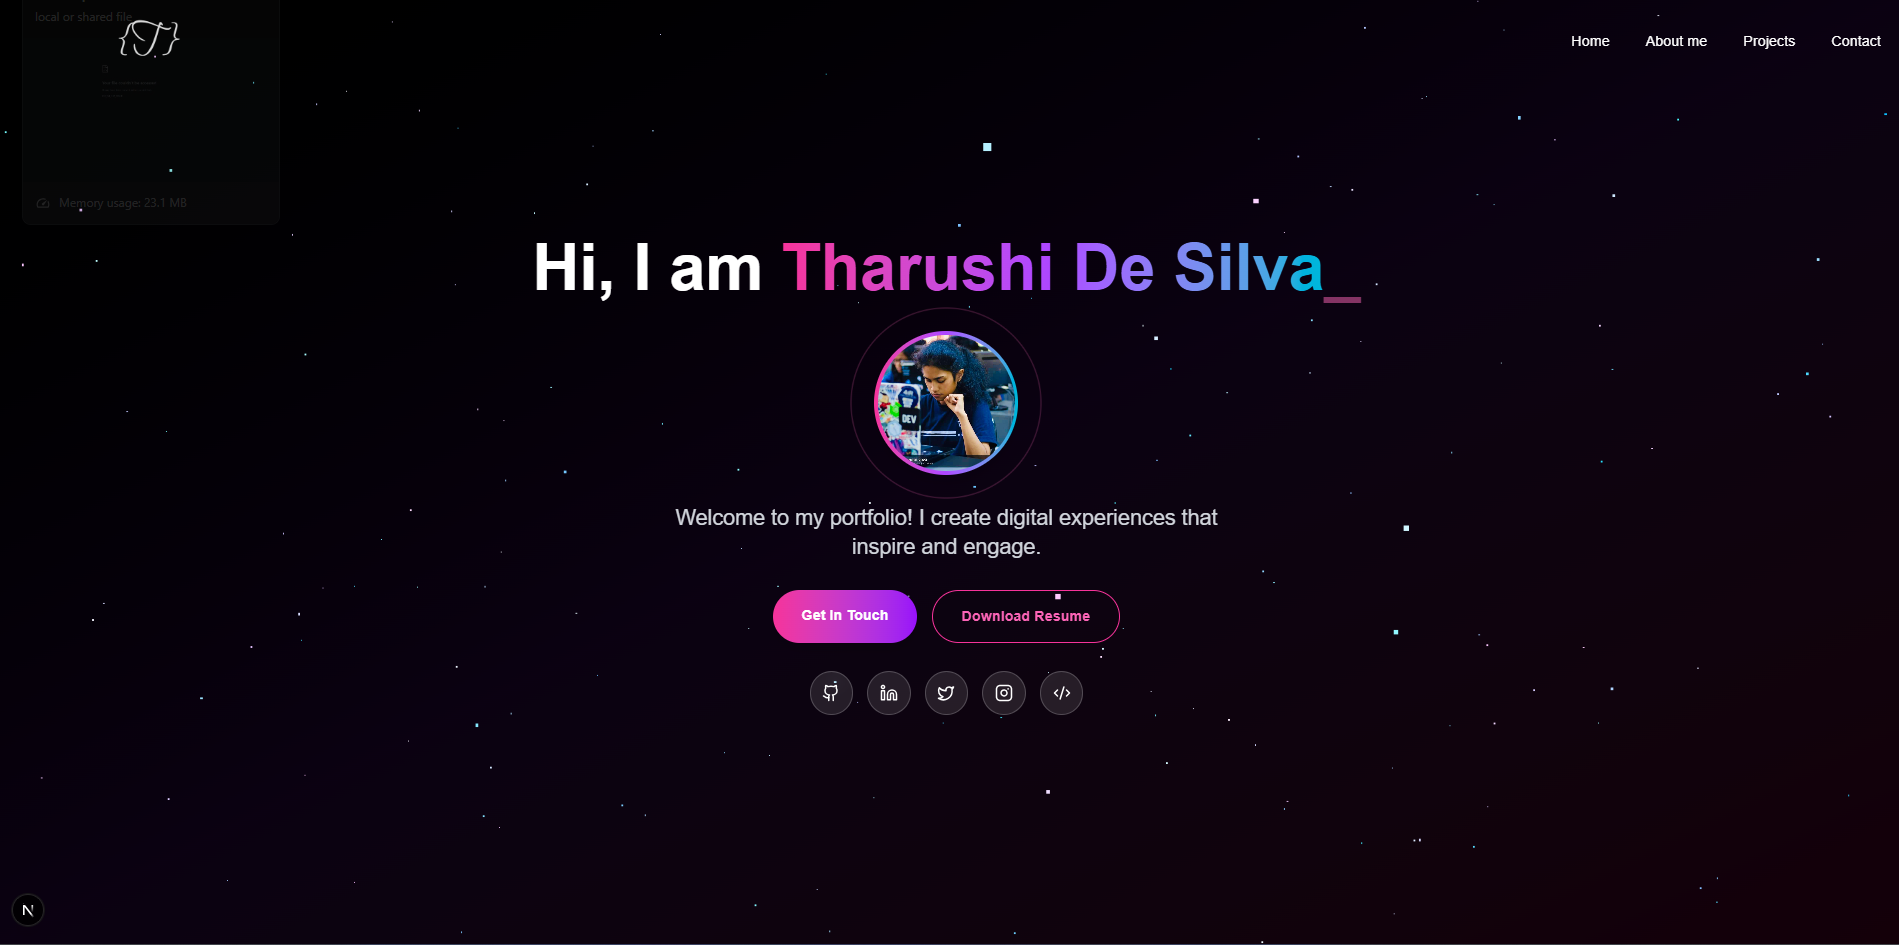 local or shared file
{T}
Home
About me
Projects
Contact
Memory usage: 23.1 MB
Hi, I am Tharushi De Silva_
DEV
Welcome to my portfolio! I create digital experiences that
inspire and engage.
Get In Touch
Download Resume
N